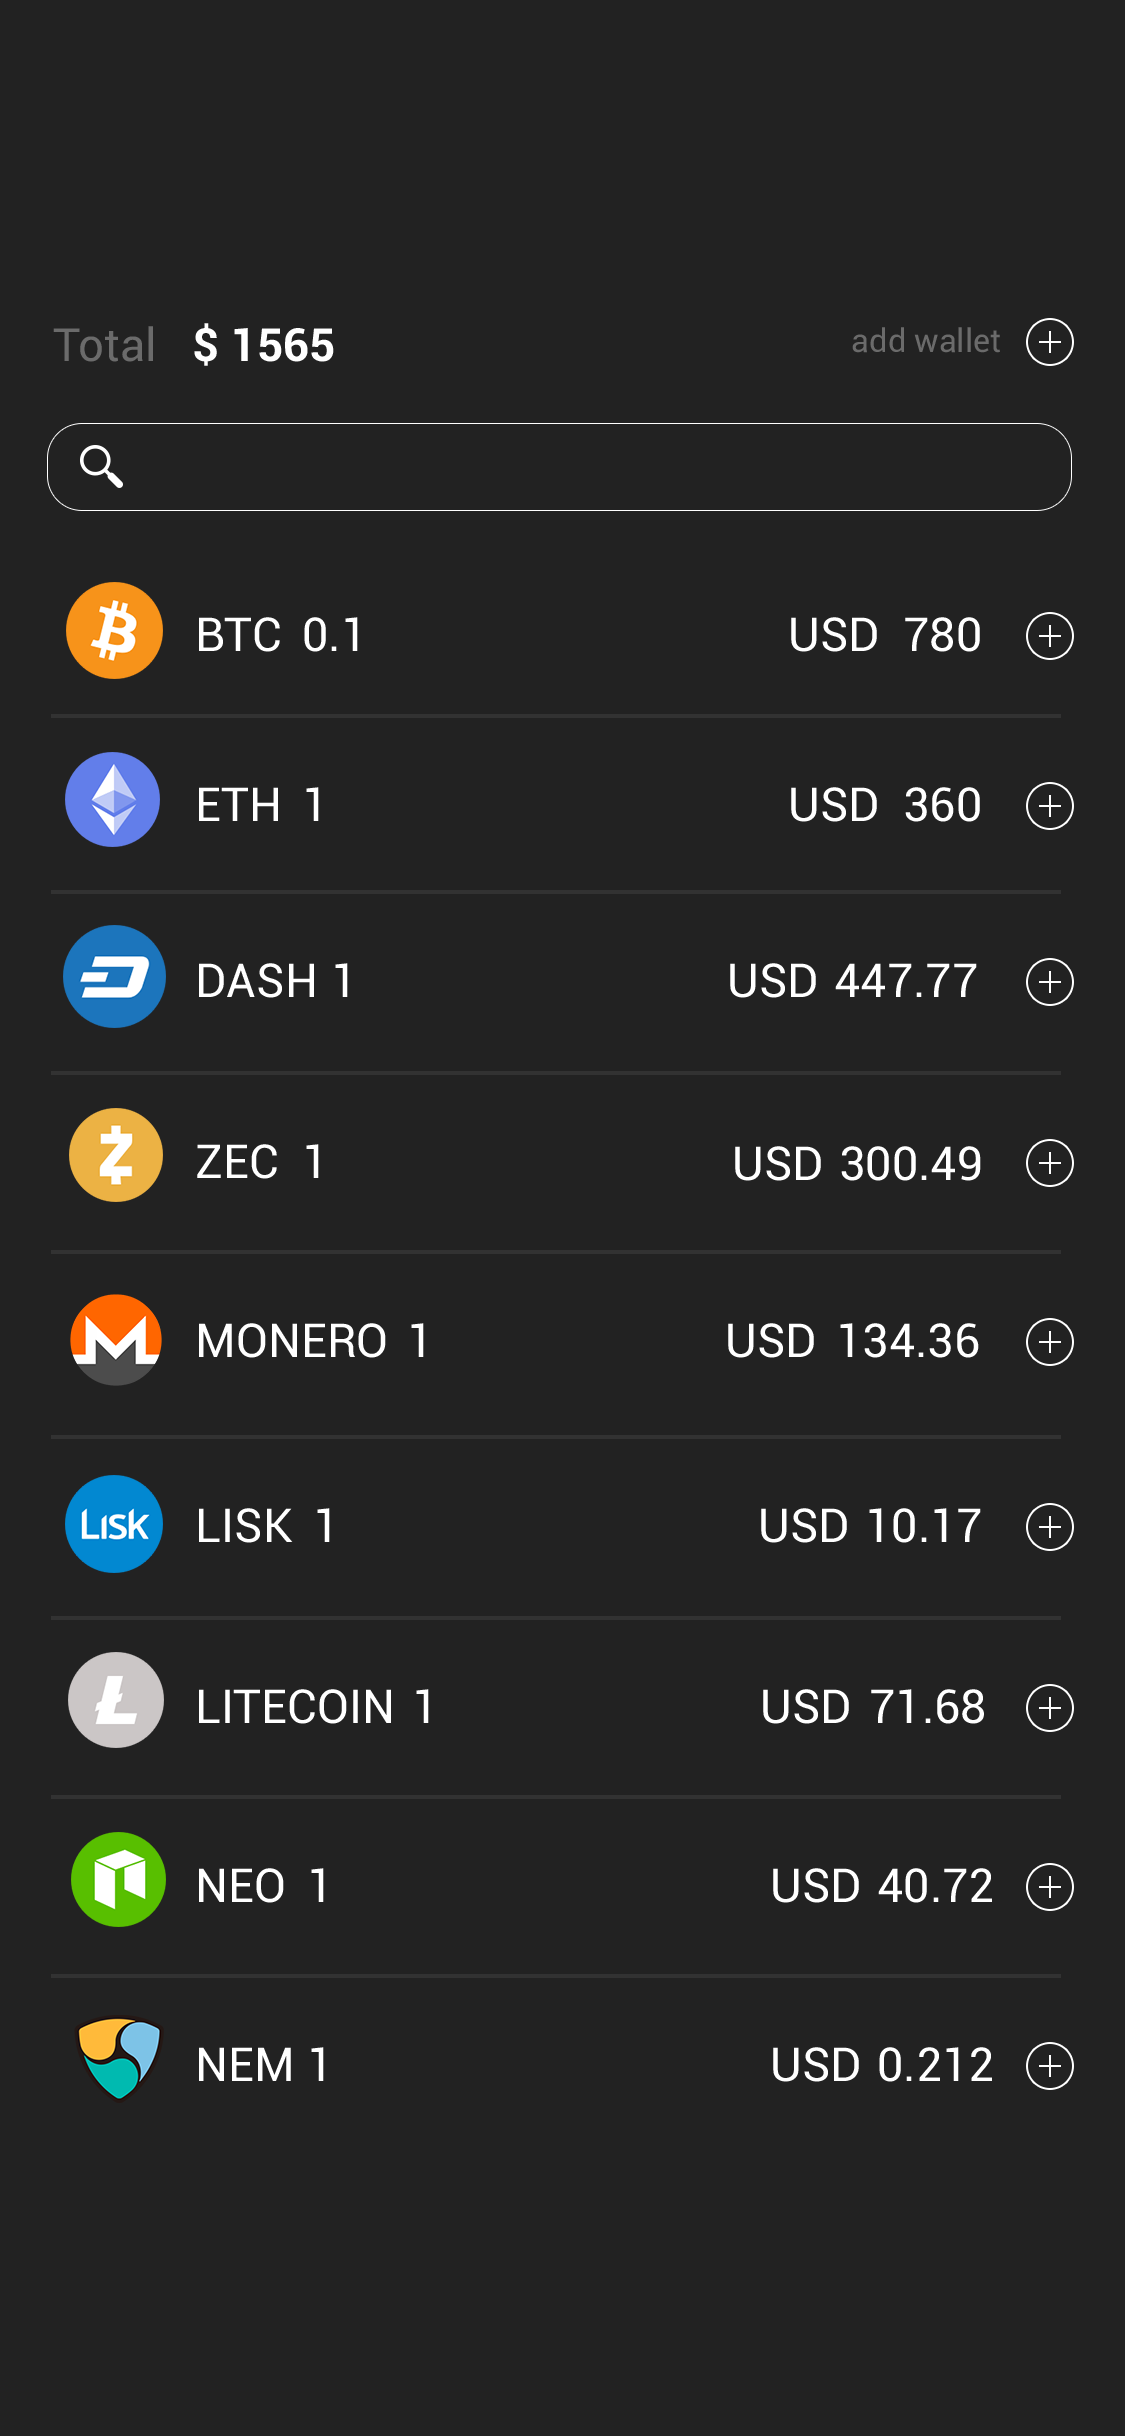 Total $ 1565 add wallet
BTC 0.1 USD 780
ETH 1 USD 360
DASH 1 USD 447.77
ZEC 1 USD 300.49
MONERO 1 USD 134.36
LISK LISK 1 USD 10.17
LITECOIN 1 USD 71.68
NEO 1 USD 40.72
NEM 1 USD 0.212